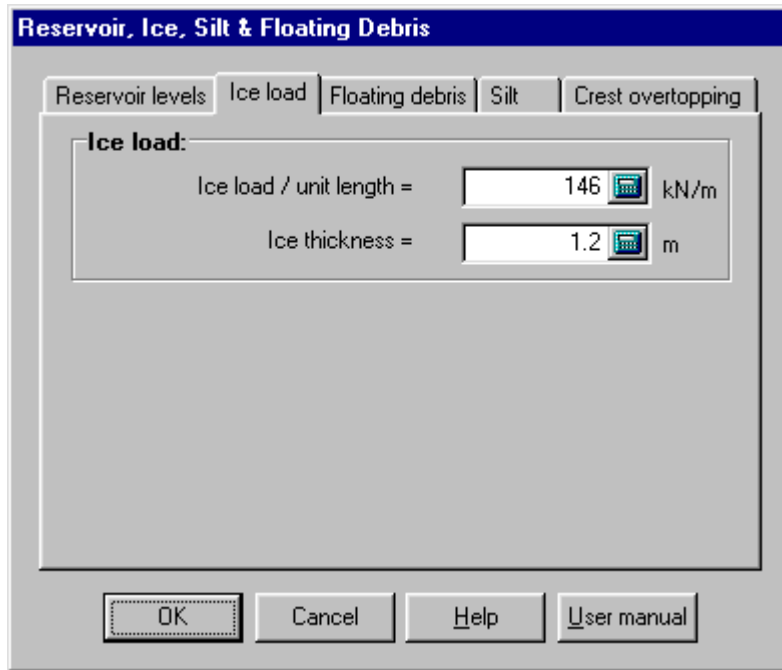 Reservoir, Ice, Silt & Floating Debris
Reservoir levels Ice load Floating debris Silt Crest overtopping
Ice load:
Ice load / unit length = 146 kN/m
Ice thickness = 1.2 m
OK Cancel Help User manual